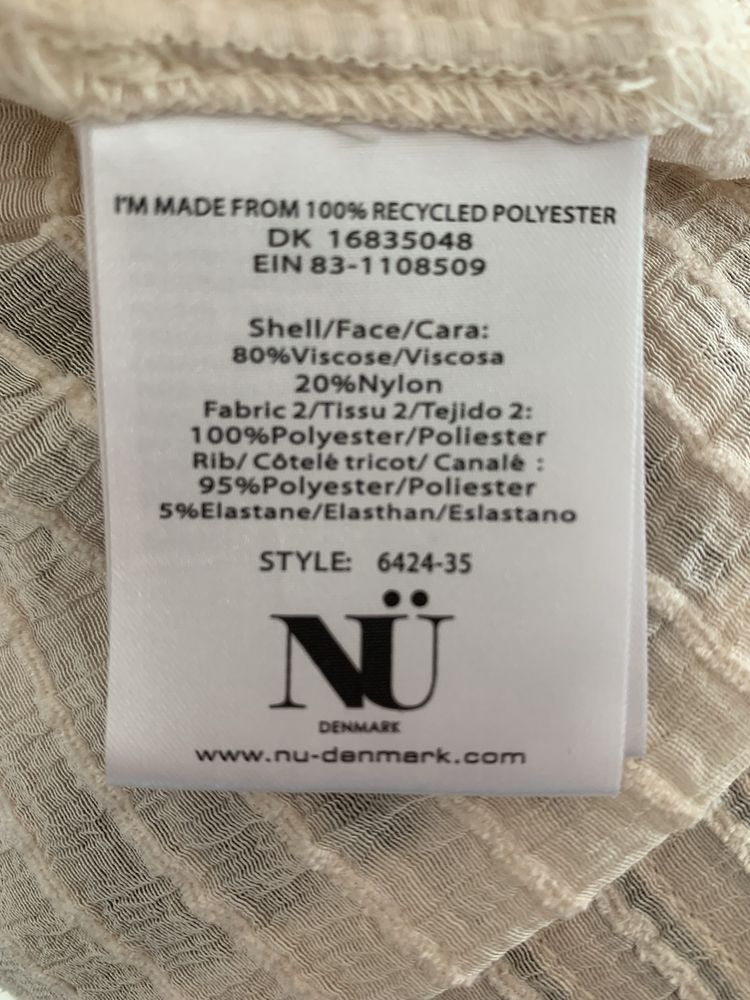 I'M MADE FROM 100% RECYCLED POLYESTER
DK 16835048
EIN 83-1108509
Shell/Face/Cara:
80%Viscose/Viscosa
20%Nylon
Fabric 2/Tissu 2/Tejido 2:
100%Polyester/Poliester
Rib/ Côtelé tricot/ Canalé :
95%Polyester/Poliester
5%Elastane/Elasthan/Eslastano
STYLE: 6424-35
NÜ
DENMARK
www.nu-denmark.com